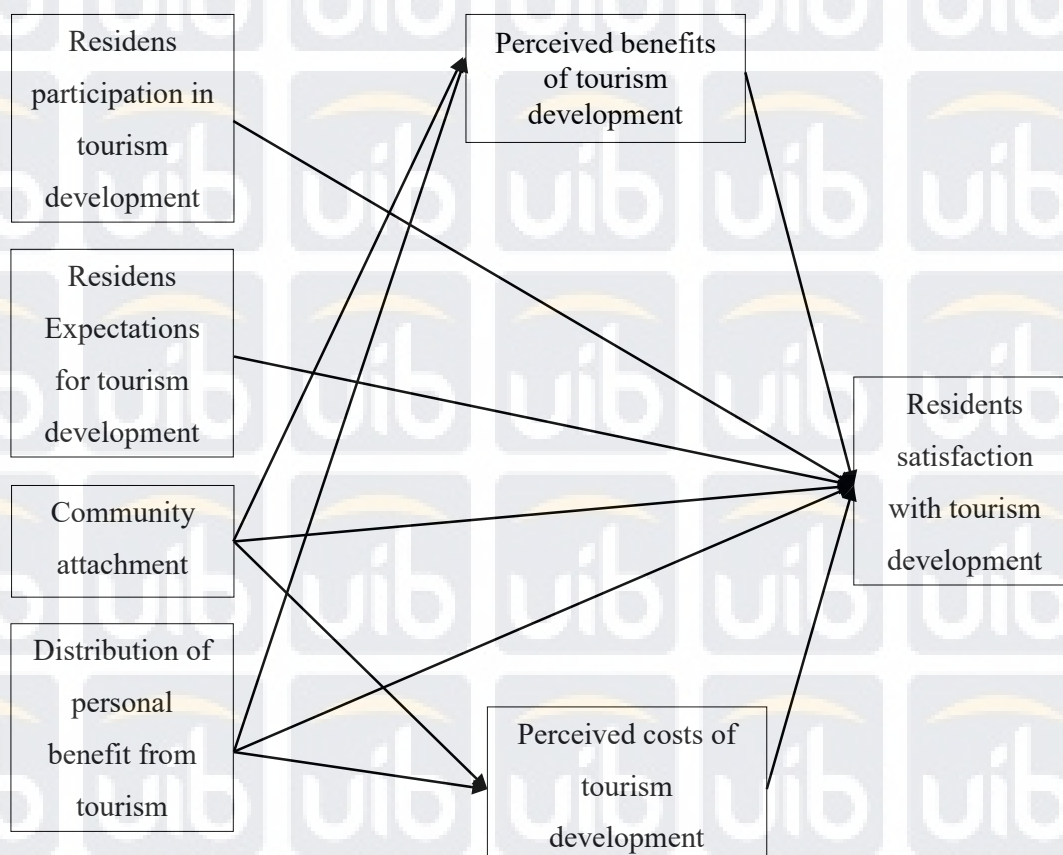 Residens
participation in
tourism
development
Perceived benefits
of tourism
development
Residens
Expectations
for tourism
development
Residents
satisfaction
with tourism
development
Community
attachment
Distribution of
personal
benefit from
tourism
Perceived costs of
tourism
development
uib